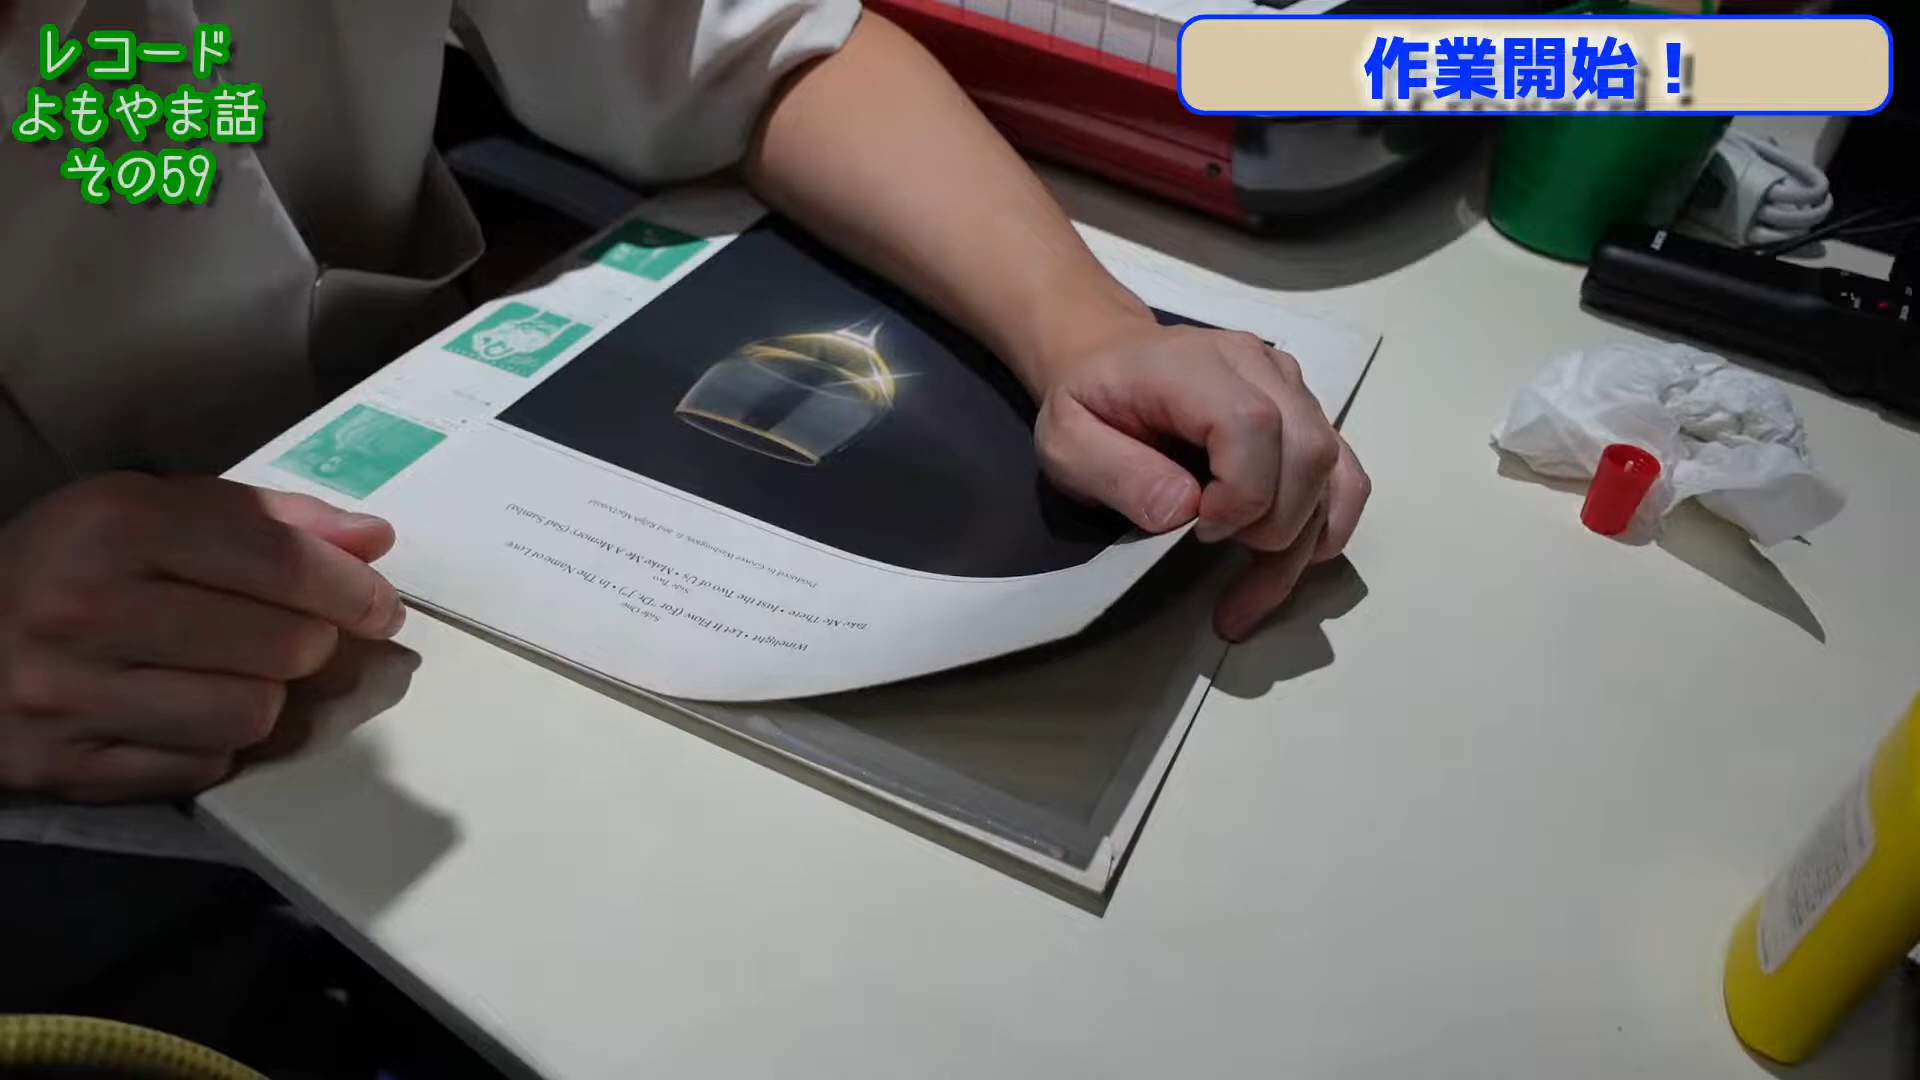 レコード
よもやま話
その59
作業開始！
Produced by Grover Washington, Jr. and Ralph MacDonald
Side One
Winelight • Let It Flow (For "Dr. J") • In The Name of Love
Side Two
Take Me There • Just the Two of Us • Make Me A Memory (Sad Samba)